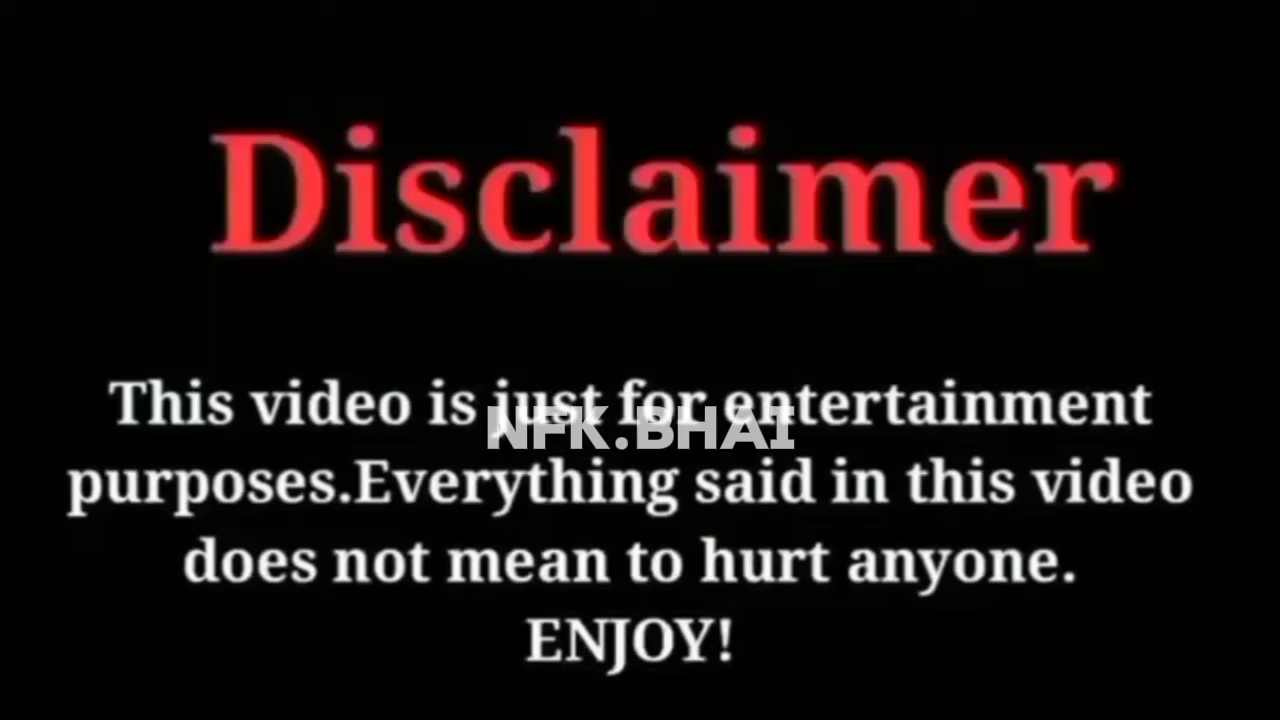 Disclaimer
This video is just for entertainment
NFK.BHAI
purposes.Everything said in this video
does not mean to hurt anyone.
ENJOY!